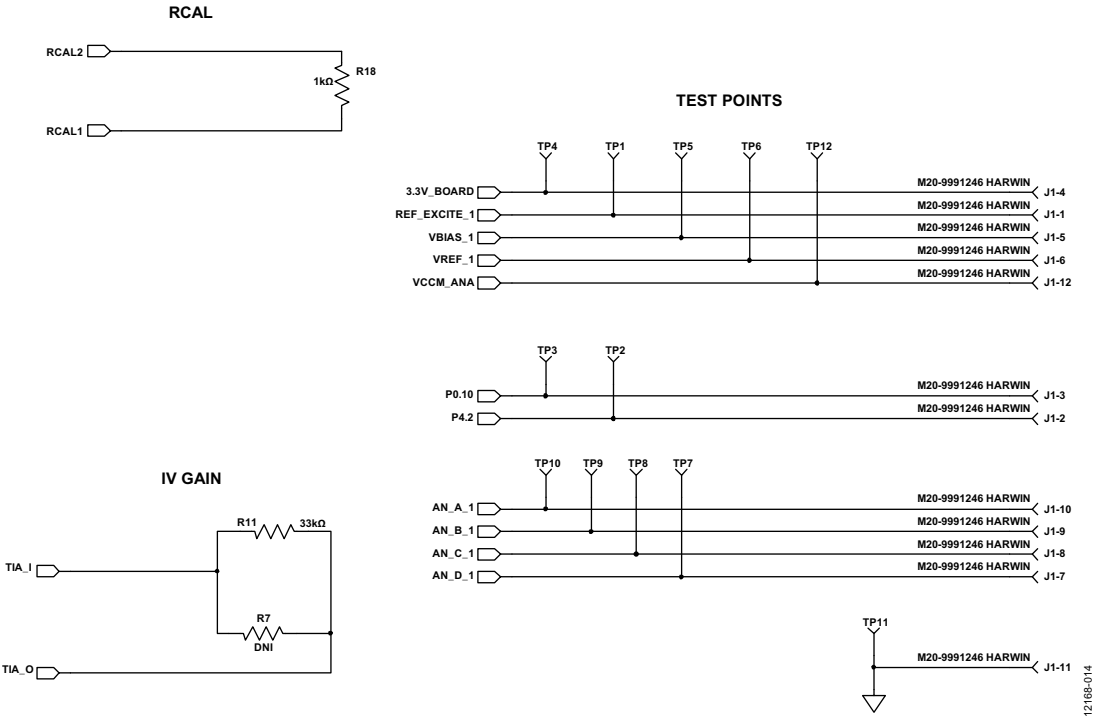 RCAL
RCAL2
R18
1kΩ
RCAL1
TEST POINTS
TP4 TP1 TP5 TP6 TP12
3.3V_BOARD M20-9991246 HARWIN J1-4
REF_EXCITE_1 M20-9991246 HARWIN J1-1
VBIAS_1 M20-9991246 HARWIN J1-5
VREF_1 M20-9991246 HARWIN J1-6
VCCM_ANA M20-9991246 HARWIN J1-12
TP3 TP2
P0.10 M20-9991246 HARWIN J1-3
P4.2 M20-9991246 HARWIN J1-2
TP10 TP9 TP8 TP7
AN_A_1 M20-9991246 HARWIN J1-10
AN_B_1 M20-9991246 HARWIN J1-9
AN_C_1 M20-9991246 HARWIN J1-8
AN_D_1 M20-9991246 HARWIN J1-7
IV GAIN
R11 33kΩ
TIA_I
R7
DNI
TIA_O
TP11
M20-9991246 HARWIN J1-11
12168-014